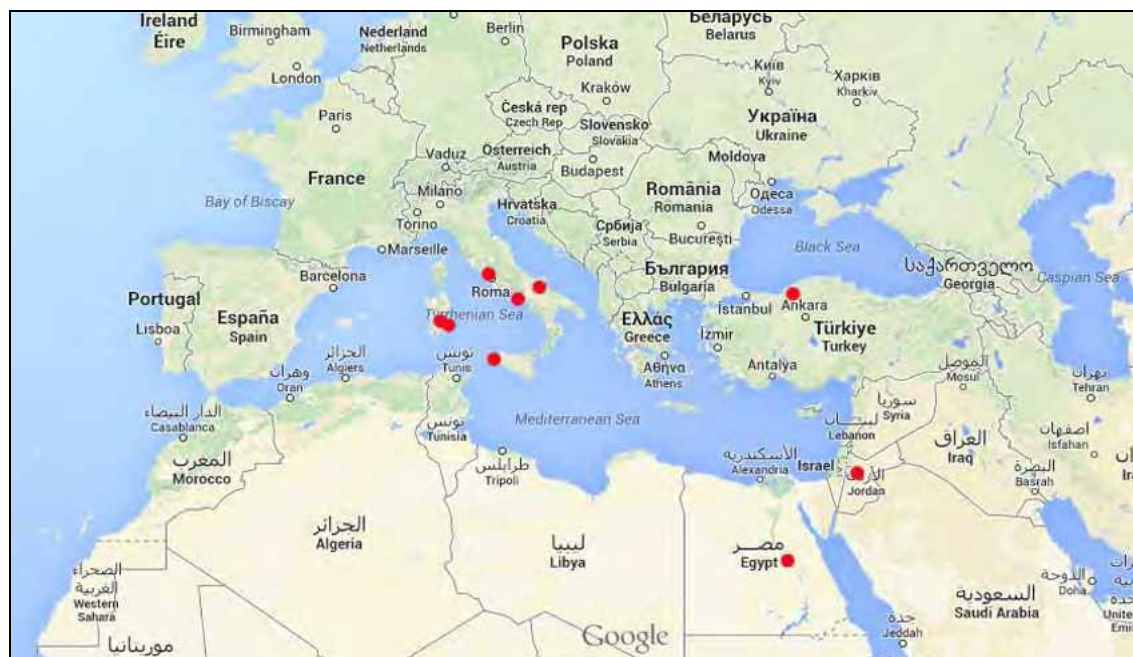 Ireland
Éire
Birmingham
London
Nederland
Netherlands
Berlin
Polska
Poland
Беларусь
Belarus
Київ
Kyiv
Харків
Kharkiv
Kraków
Česká rep
Czech Rep
Slovensko
Slovakia
Україна
Ukraine
Paris
Vaduz
Österreich
Austria
Budapest
Moldova
France
Milano
Hrvatska
Croatia
România
Romania
Одеса
Odessa
Bay of Biscay
Torino
Србија
Serbia
București
Black Sea
Marseille
България
Bulgaria
საქართველო
Georgia
Caspian Sea
Barcelona
Roma
İstanbul
Ankara
Portugal
España
Spain
Tyrrhenian Sea
Ελλάς
Greece
İzmir
Türkiye
Turkey
Lisboa
الجزائر
Algiers
تونس
Tunis
Αθήνα
Athens
Antalya
الموصل
Mosul
تهران
Tehran
وهران
Oran
الدار البيضاء
Casablanca
Mediterranean Sea
سوريا
Syria
لبنان
Lebanon
تونس
Tunisia
العراق
Iraq
اصفهان
Isfahan
المغرب
Morocco
طرابلس
Tripoli
الأسكندرية
Alexandria
Israel
الأردن
Jordan
البصرة
Basrah
الجزائر
Algeria
ليبيا
Libya
مصر
Egypt
الصحراء
الغربية
Western
Sahara
السعودية
Saudi Arabia
الدوحة
Doha
United
جدة
Jeddah
موريتانيا
Google